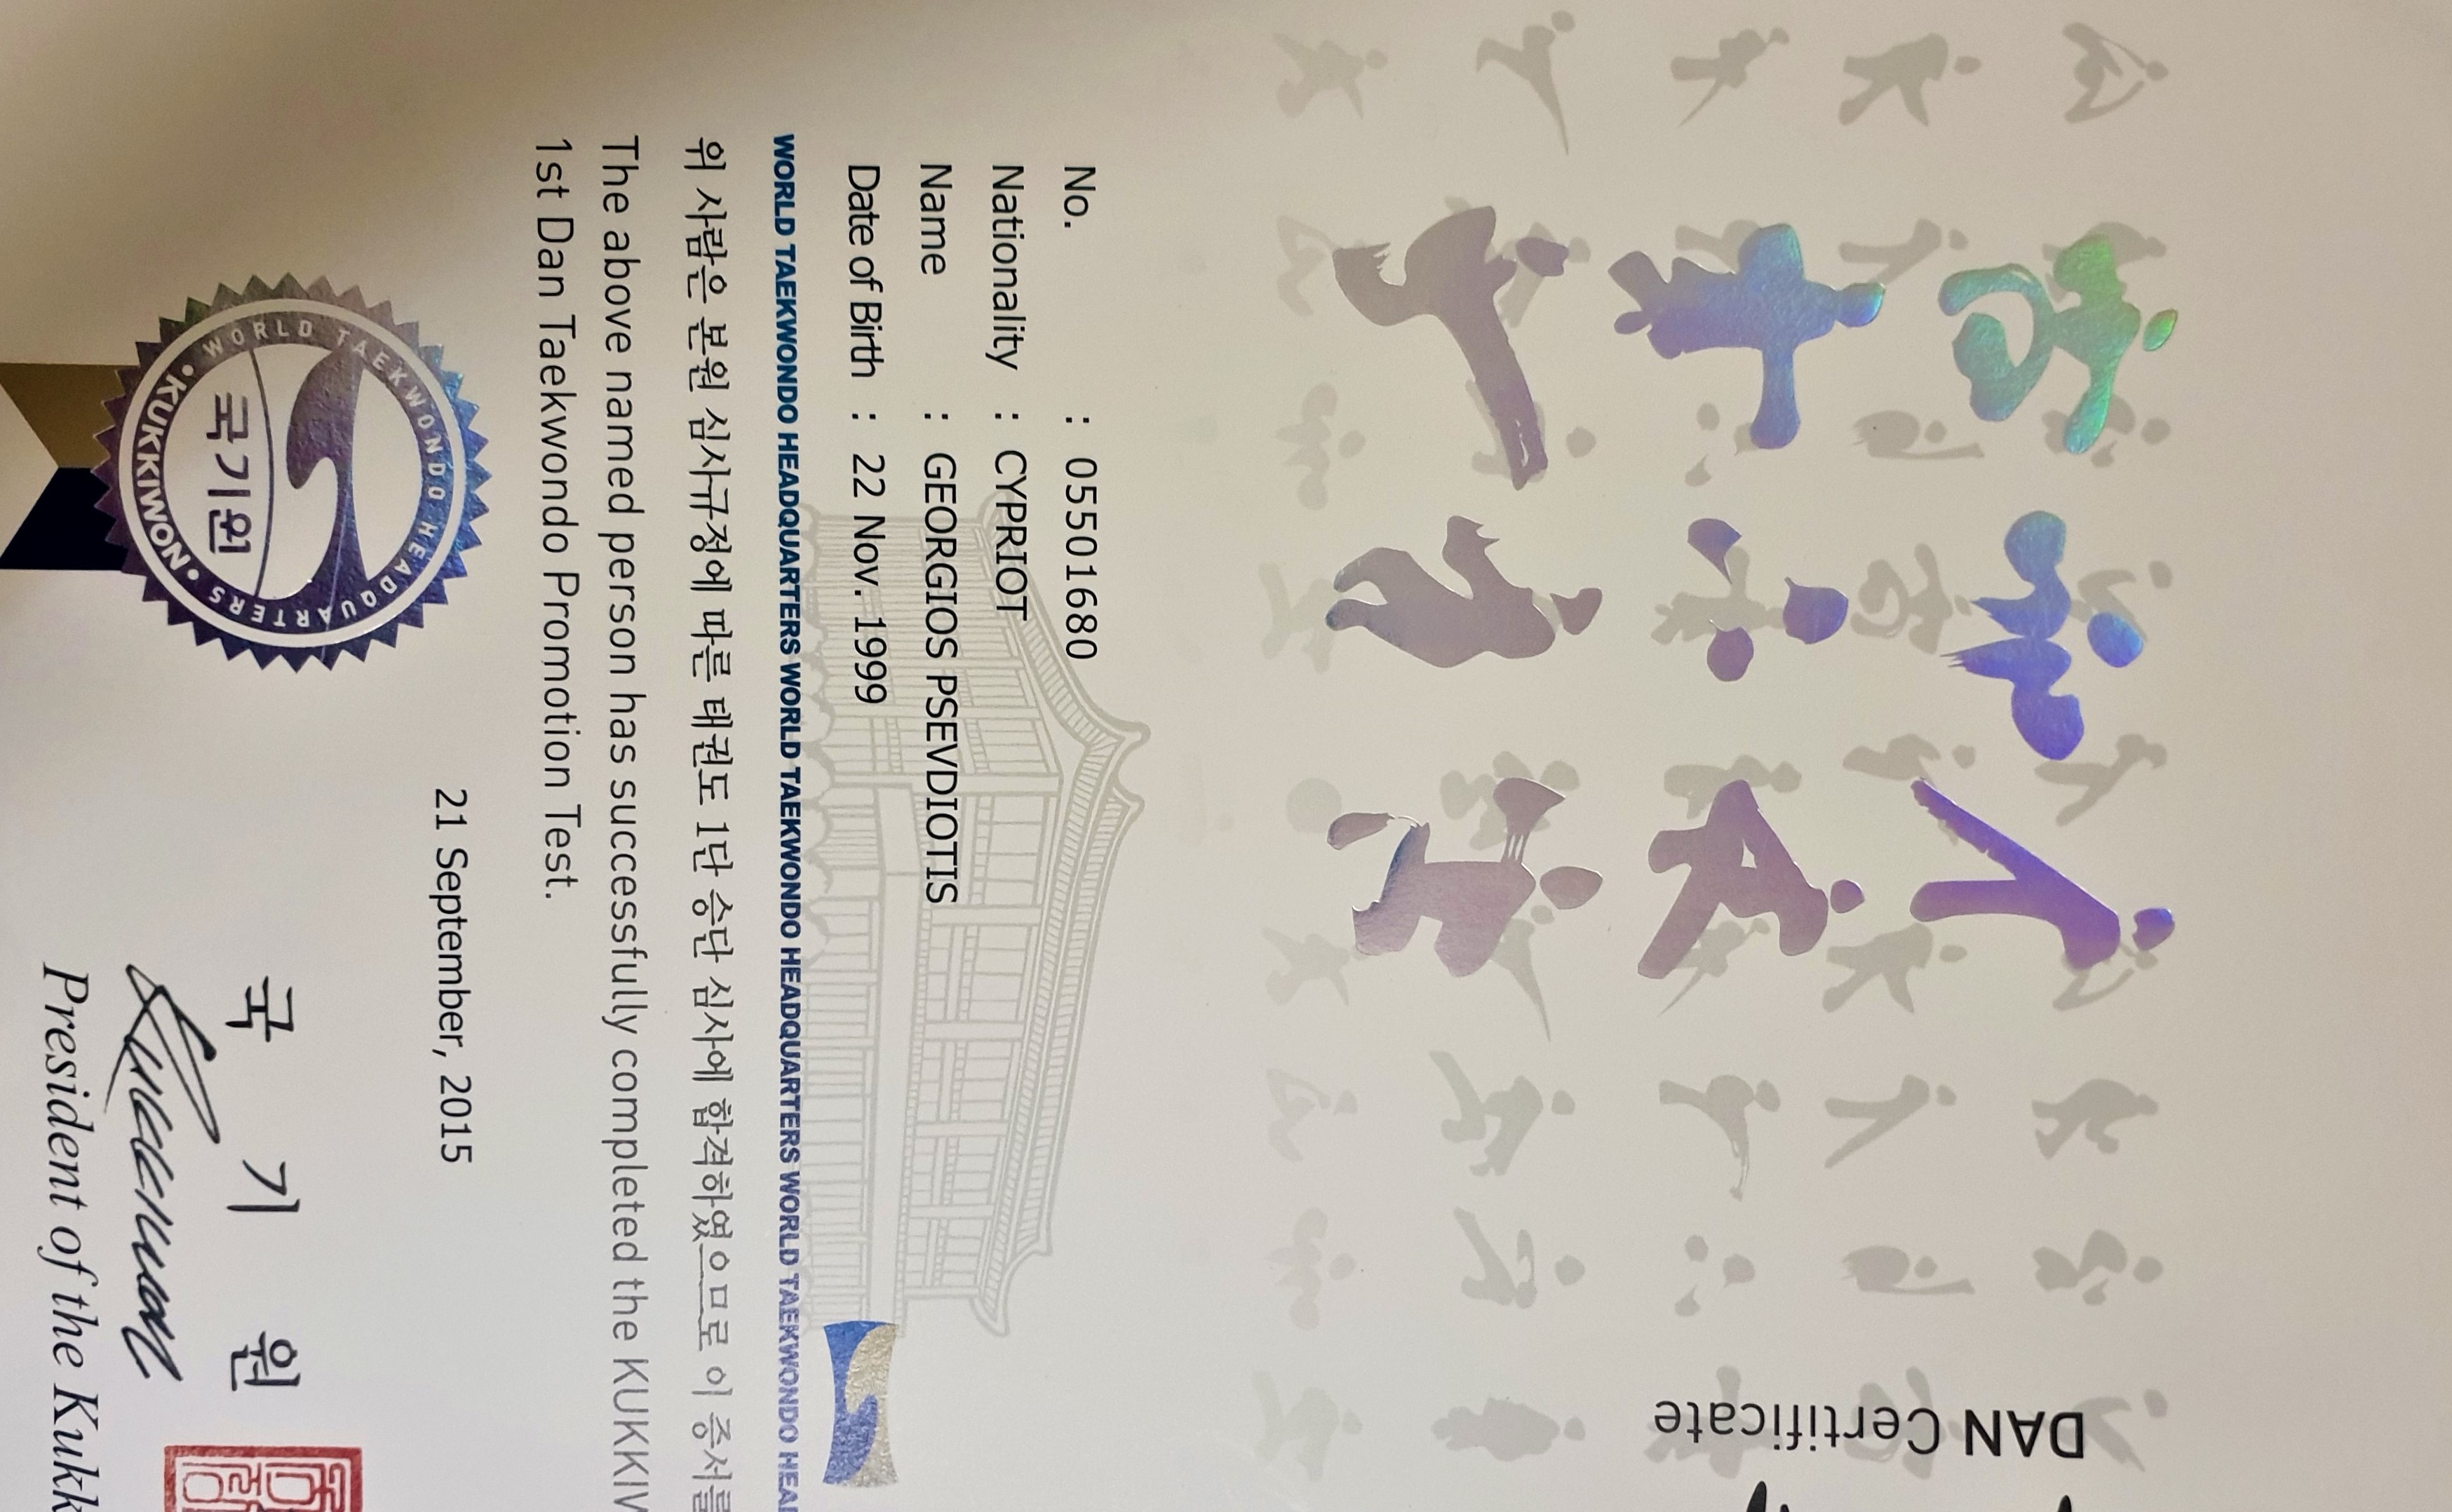 DAN Certificate
No. : 05501680
Nationality : CYPRIOT
Name : GEORGIOS PSEVDIOTIS
Date of Birth : 22 Nov. 1999
WORLD TAEKWONDO HEADQUARTERS WORLD TAEKWONDO HEADQUARTERS WORLD TAEKWONDO HEADQUARTERS WORLD TAEKWONDO HEA
위 사람은 본원 심사규정에 따른 태권도 1단 승단 심사에 합격하였으므로 이 증서를
The above named person has successfully completed the KUKKIW
1st Dan Taekwondo Promotion Test.
21 September, 2015
WORLD TAEKWONDO HEADQUARTERS
국기원
• KUKKIWON •
국 기 원
President of the Kukk